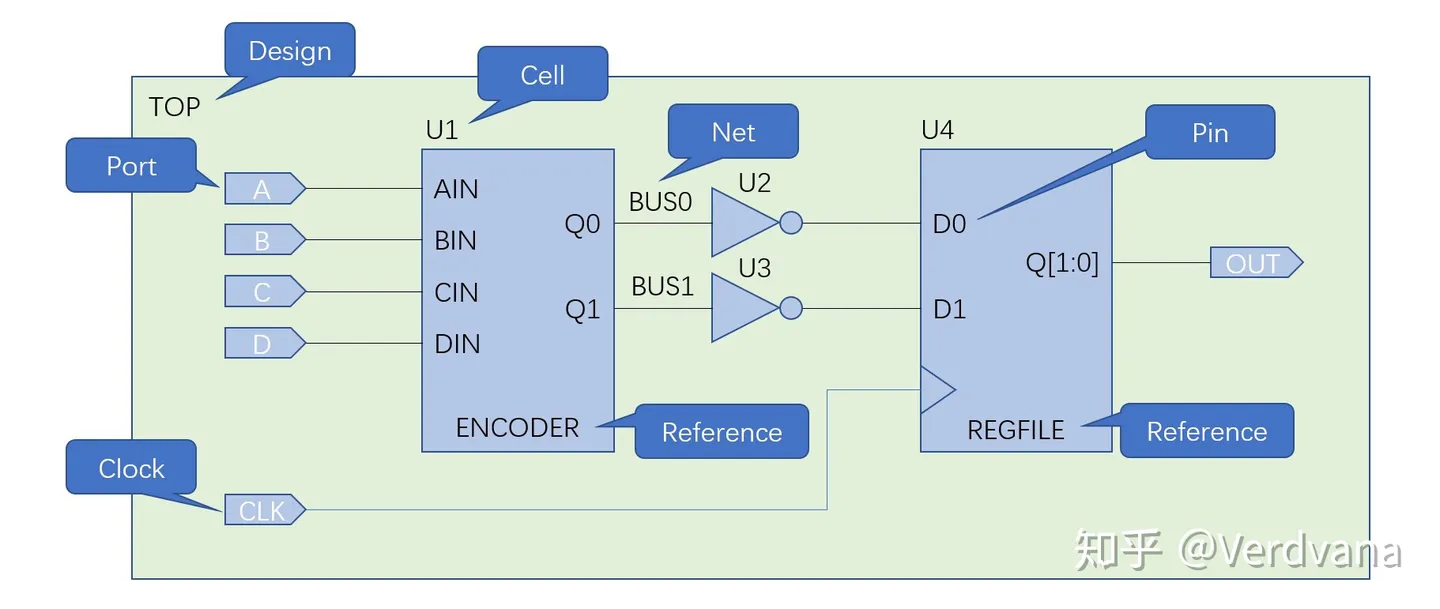 Design
Cell
TOP
Net
Pin
U1
U4
Port
A
AIN
BUS0
U2
B
BIN
Q0
D0
C
CIN
BUS1
U3
Q[1:0]
OUT
D
DIN
Q1
D1
ENCODER
Reference
REGFILE
Reference
Clock
CLK
知乎 @Verdvana